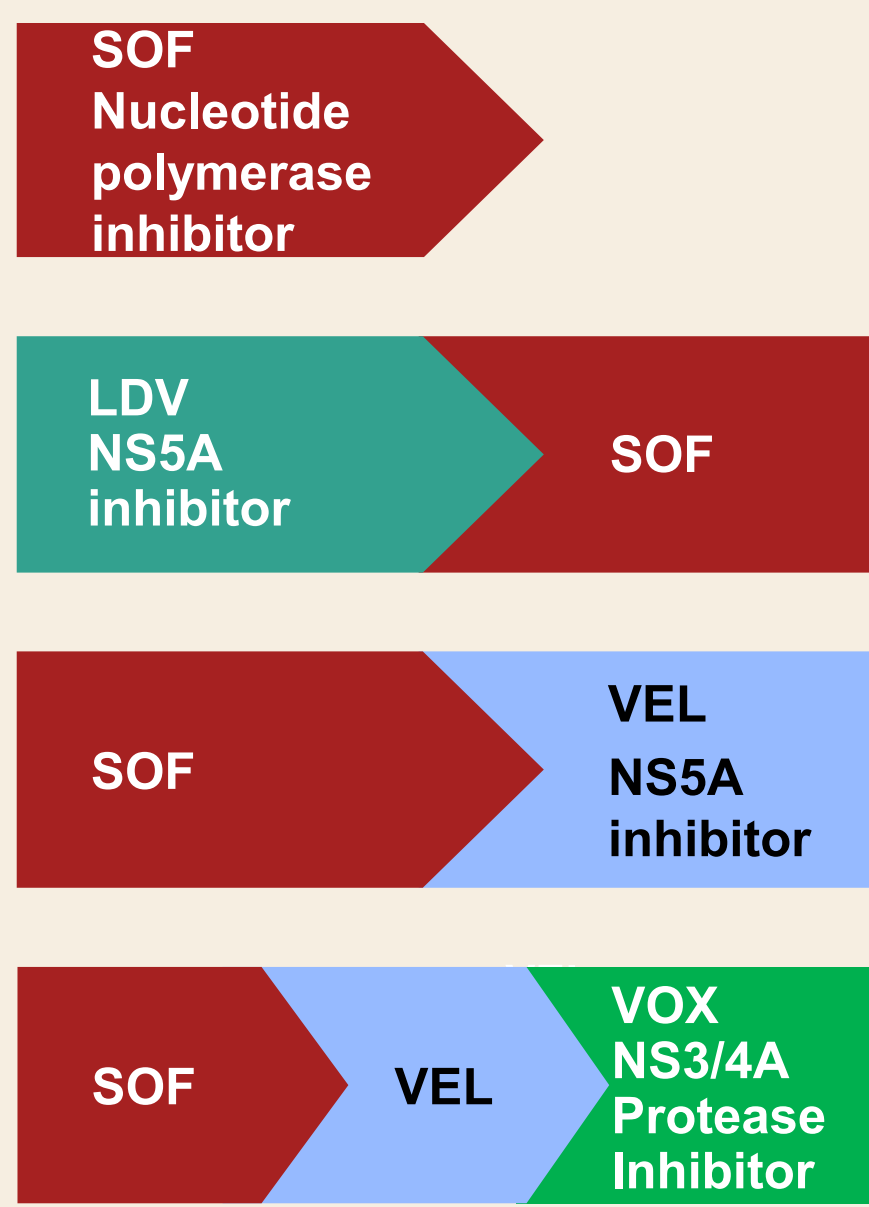 SOF
Nucleotide
polymerase
inhibitor
LDV
NS5A
inhibitor
SOF
SOF
VEL
NS5A
inhibitor
SOF
VEL
VOX
NS3/4A
Protease
Inhibitor